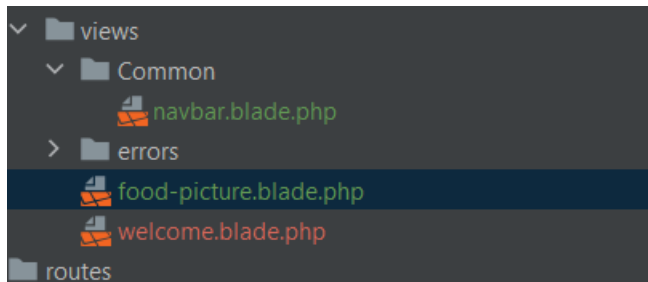 views
Common
navbar.blade.php
errors
food-picture.blade.php
welcome.blade.php
routes